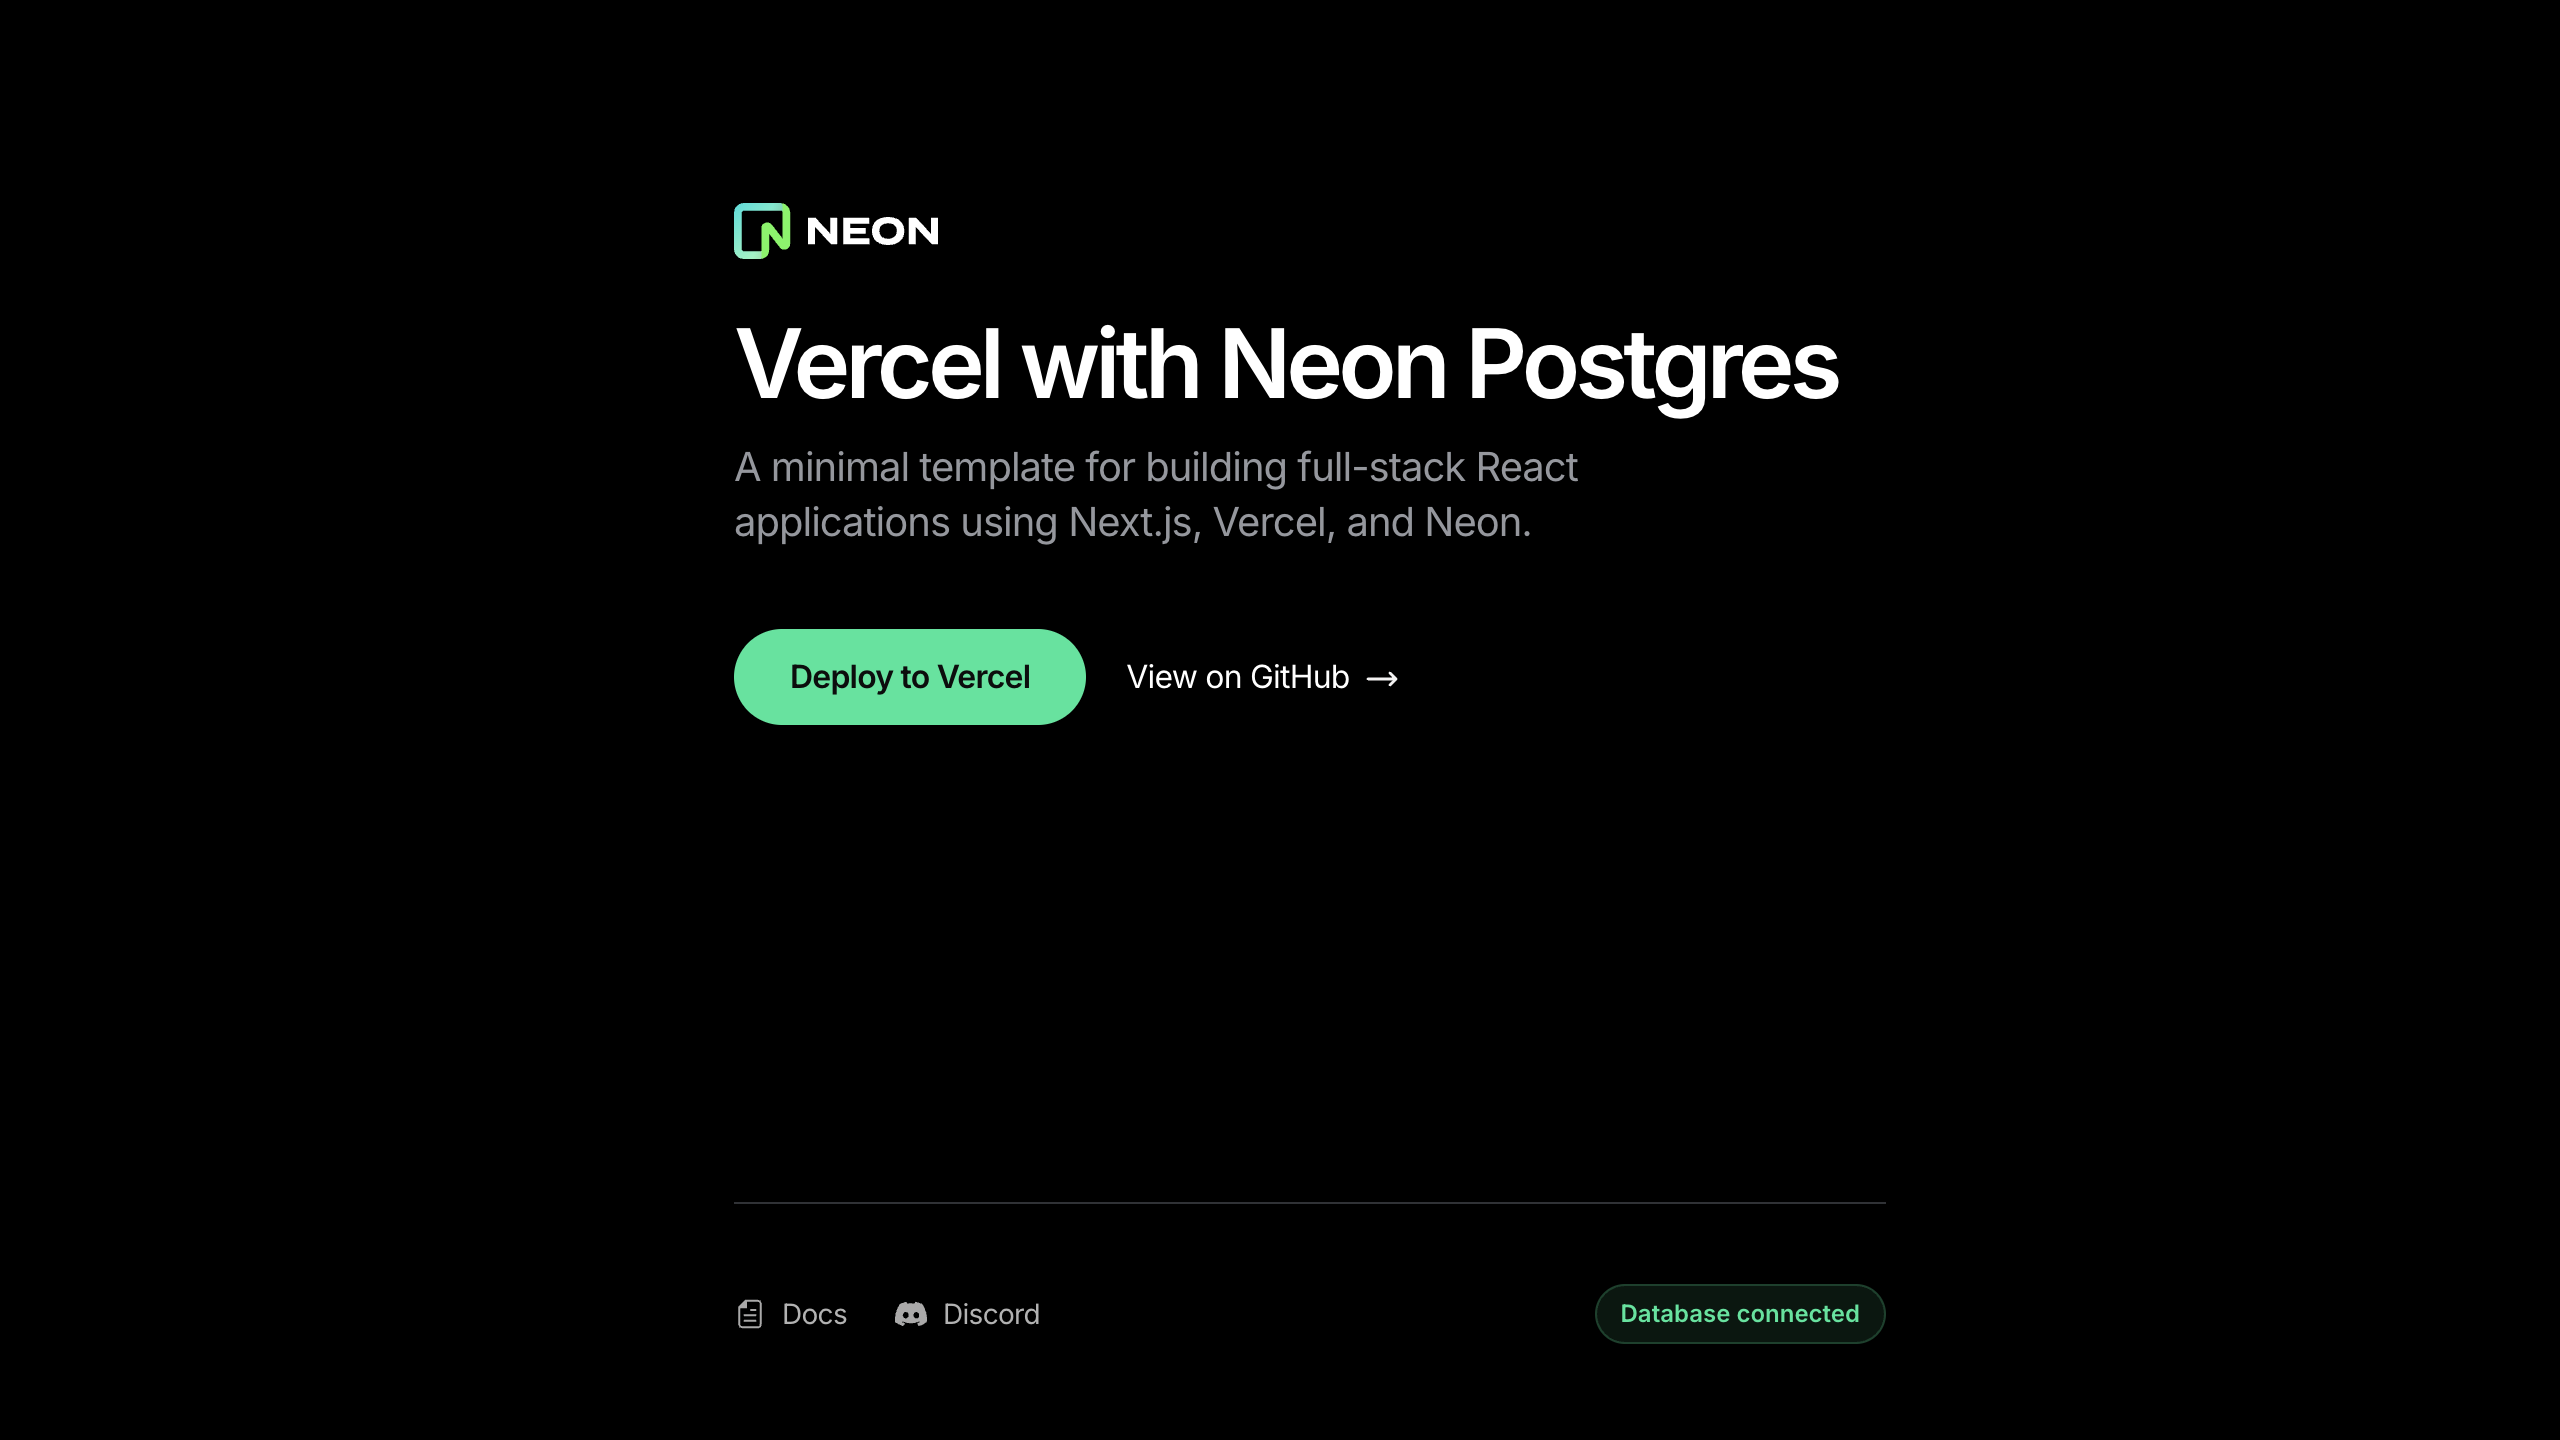 NEON
Vercel with Neon Postgres
A minimal template for building full-stack React
applications using Next.js, Vercel, and Neon.
Deploy to Vercel
View on GitHub →
Docs
Discord
Database connected